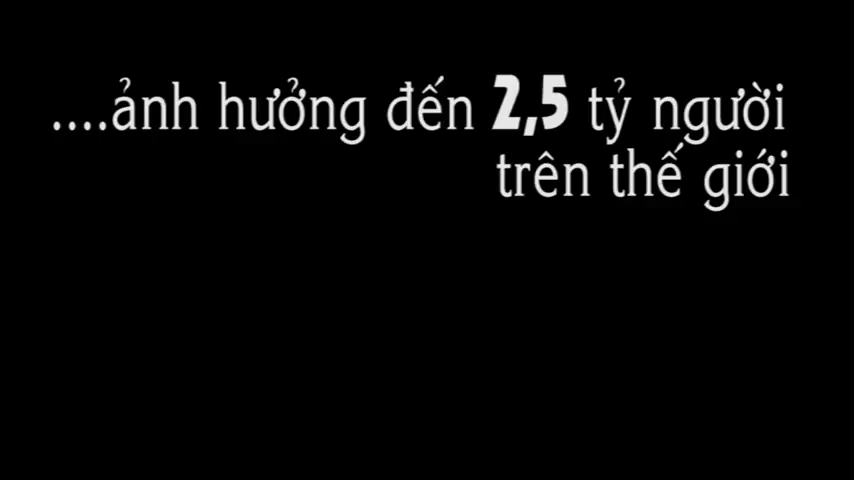 ....ảnh hưởng đến 2,5 tỷ người
trên thế giới